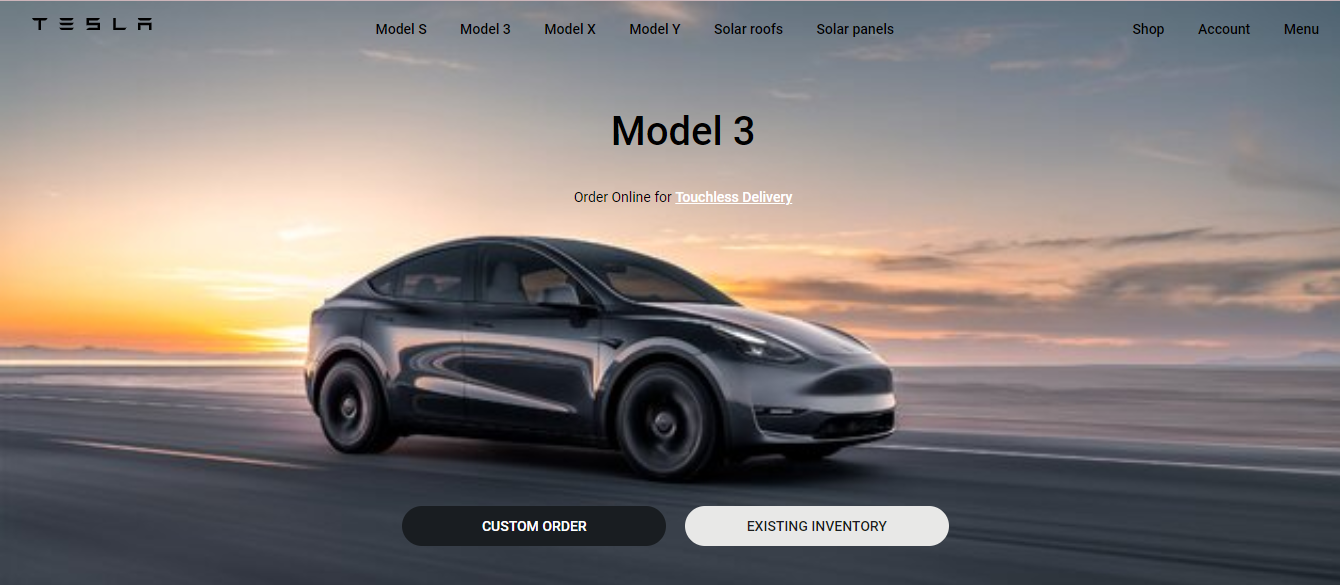 TESLA
Model S Model 3 Model X Model Y Solar roofs Solar panels Shop Account Menu
Model 3
Order Online for Touchless Delivery
CUSTOM ORDER EXISTING INVENTORY